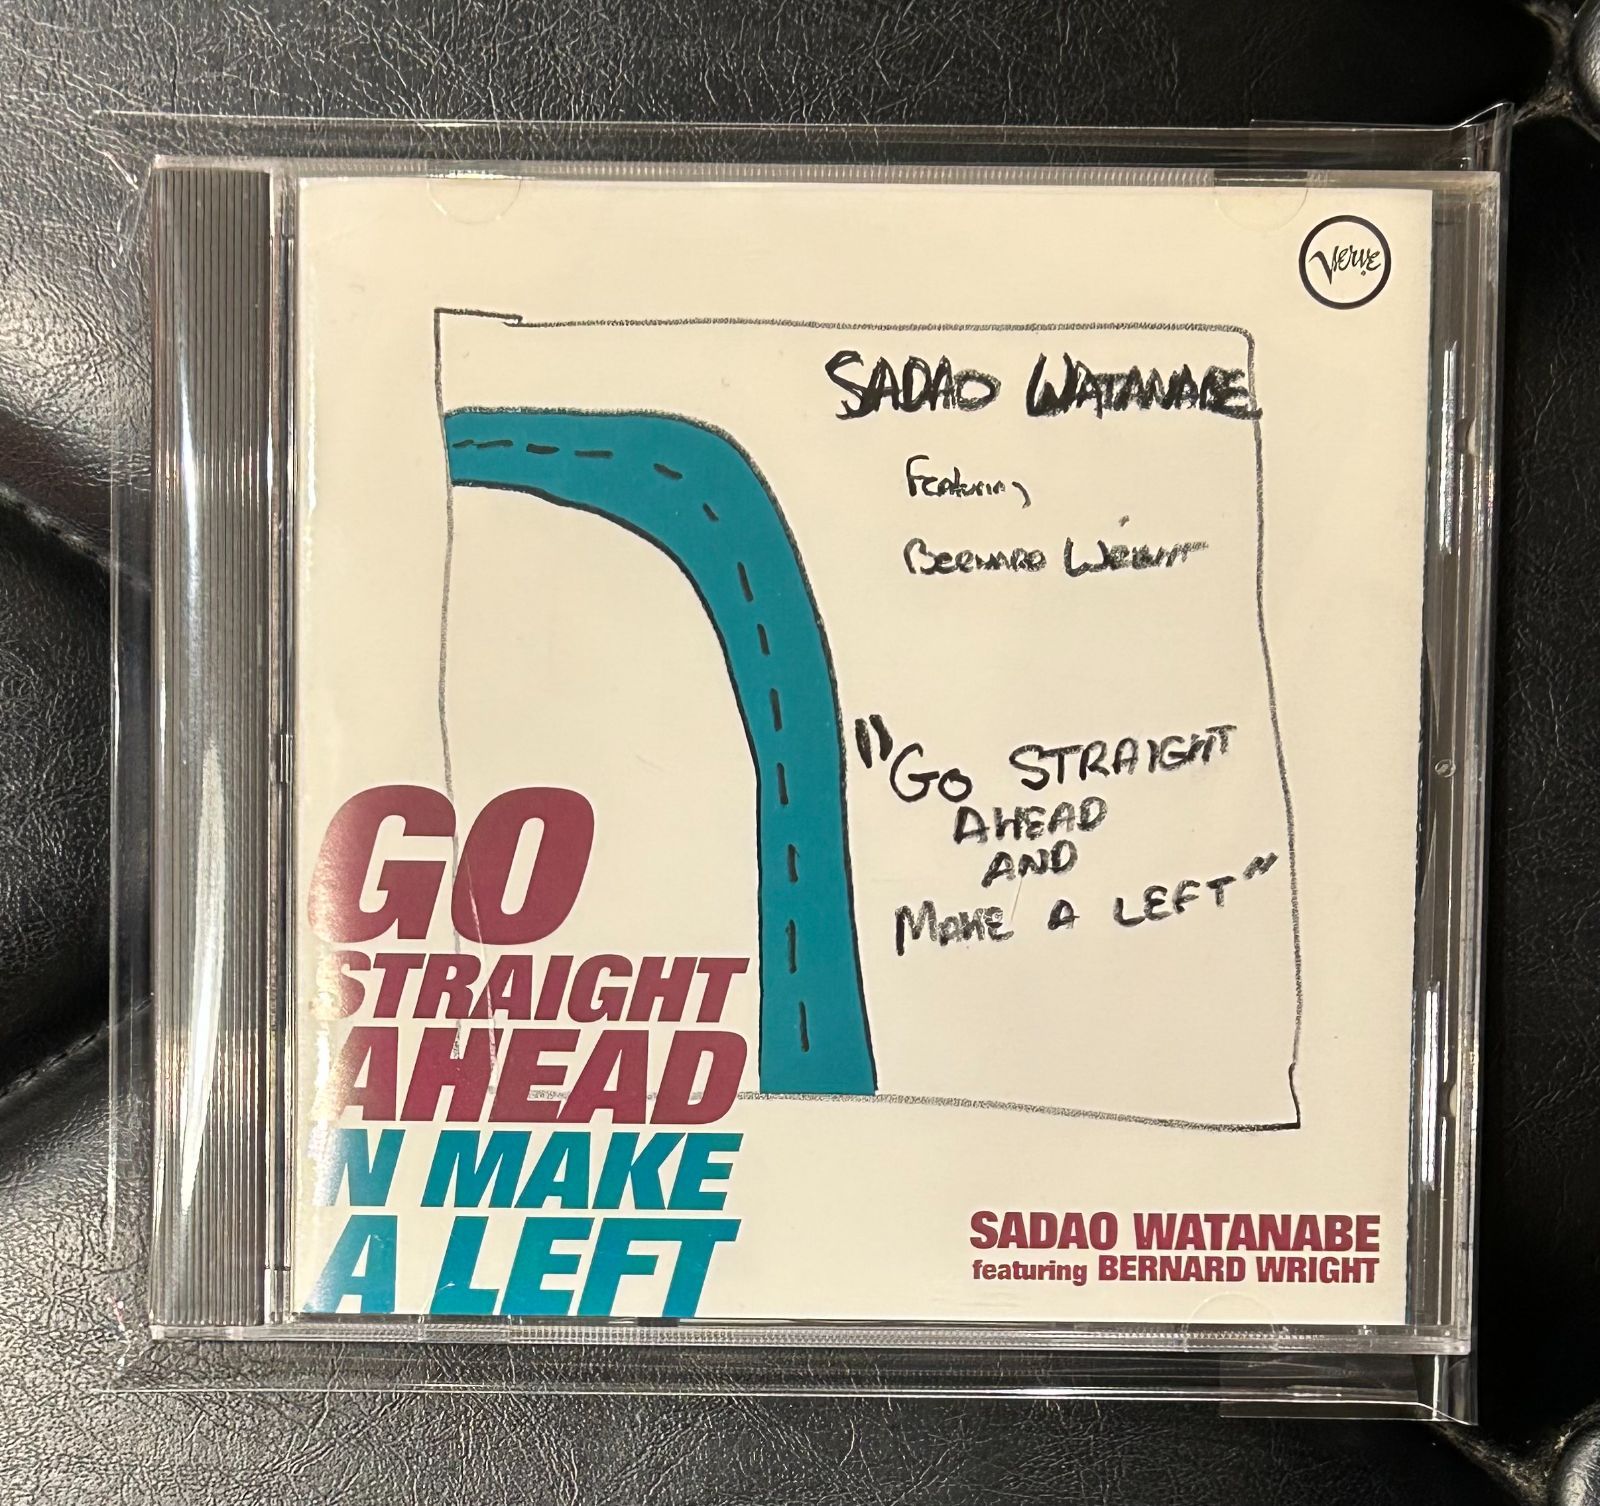 Verve
SADAO WATANABE
Featuring
BERNARD WRIGHT
"GO STRAIGHT
AHEAD
AND
MAKE A LEFT"
GO
STRAIGHT
AHEAD
N MAKE
A LEFT
SADAO WATANABE
featuring BERNARD WRIGHT